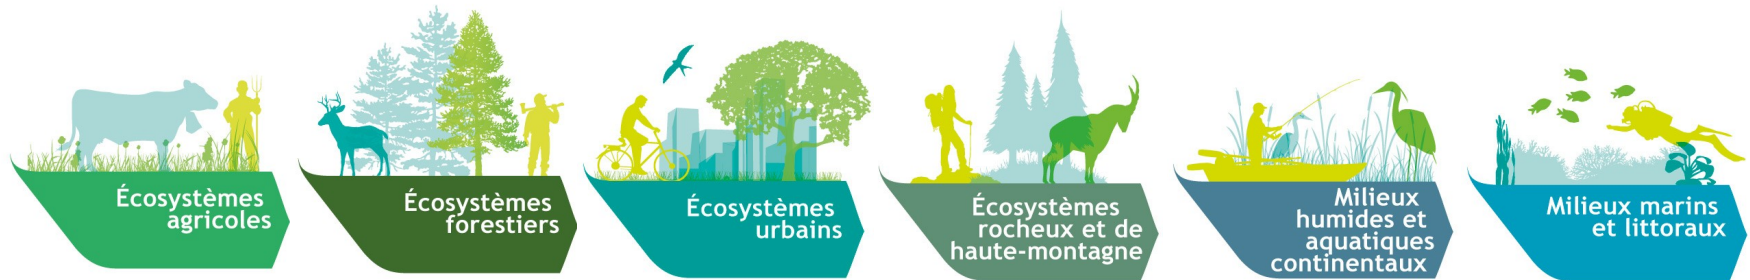 Écosystèmes
agricoles
Écosystèmes
forestiers
Écosystèmes
urbains
Écosystèmes
rocheux et de
haute-montagne
Milieux
humides et
aquatiques
continentaux
Milieux marins
et littoraux